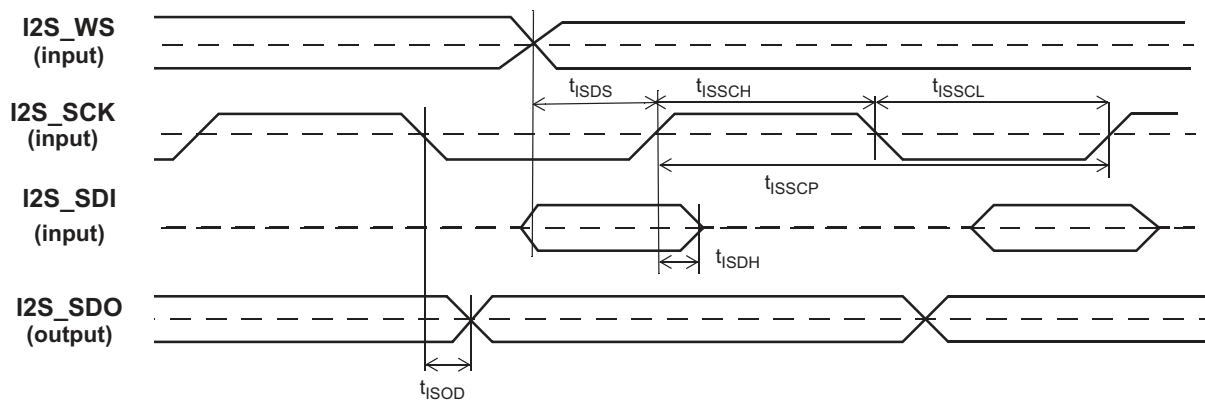 I2S_WS
(input)
tISDS
tISSCH
tISSCL
I2S_SCK
(input)
tISSCP
I2S_SDI
(input)
tISDH
I2S_SDO
(output)
tISOD